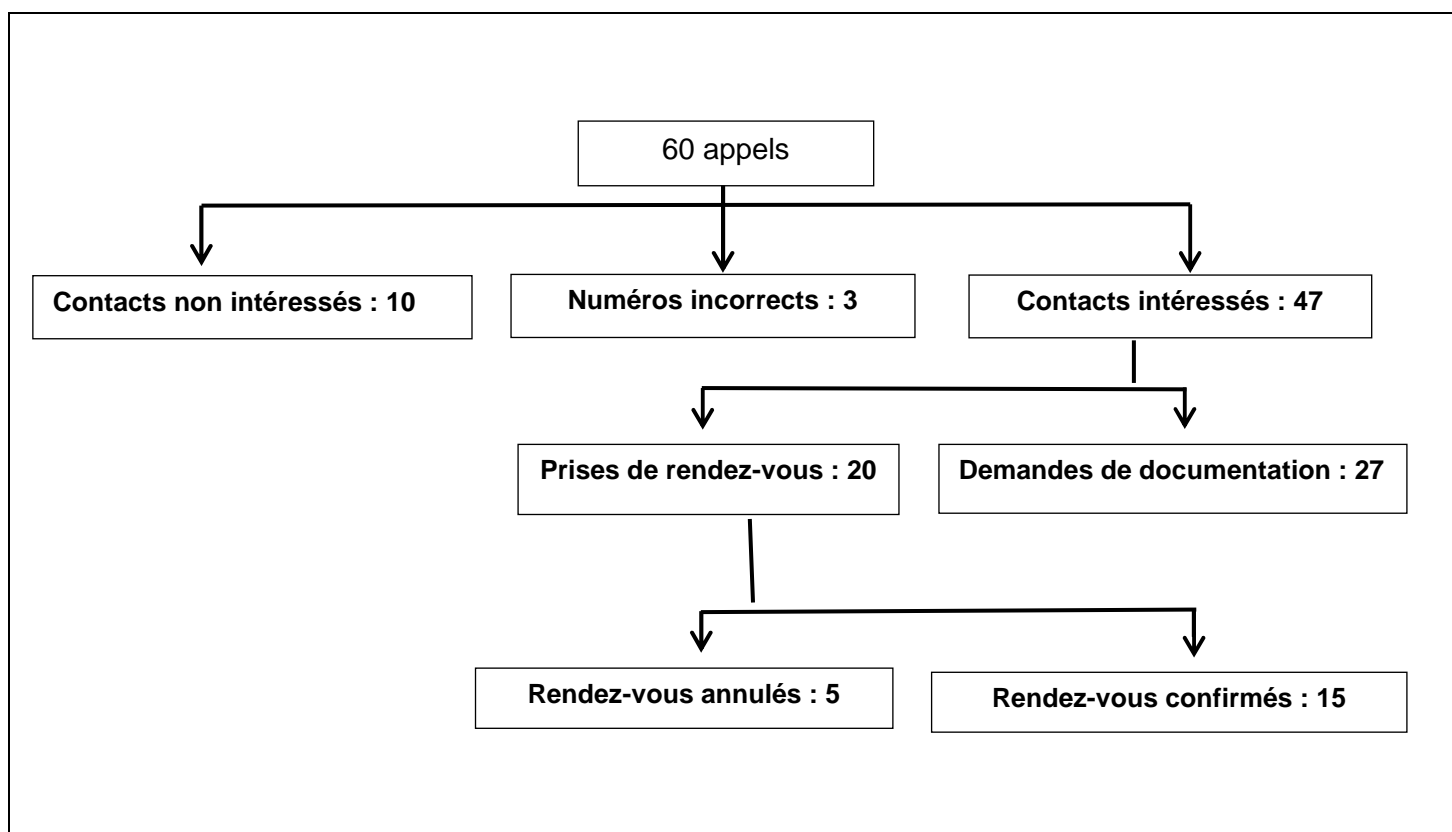 60 appels
Contacts non intéressés : 10
Numéros incorrects : 3
Contacts intéressés : 47
Prises de rendez-vous : 20
Demandes de documentation : 27
Rendez-vous annulés : 5
Rendez-vous confirmés : 15